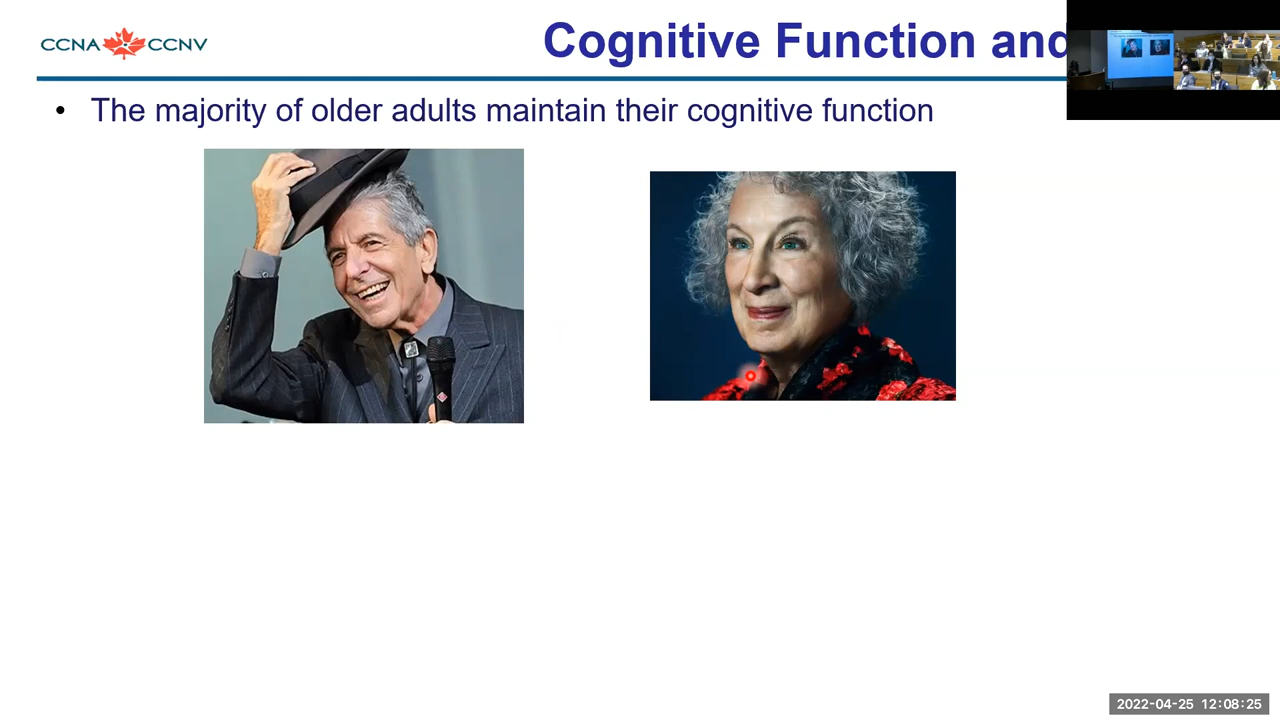 CCNA CCNV
Cognitive Function and
• The majority of older adults maintain their cognitive function
2022-04-25 12:08:25